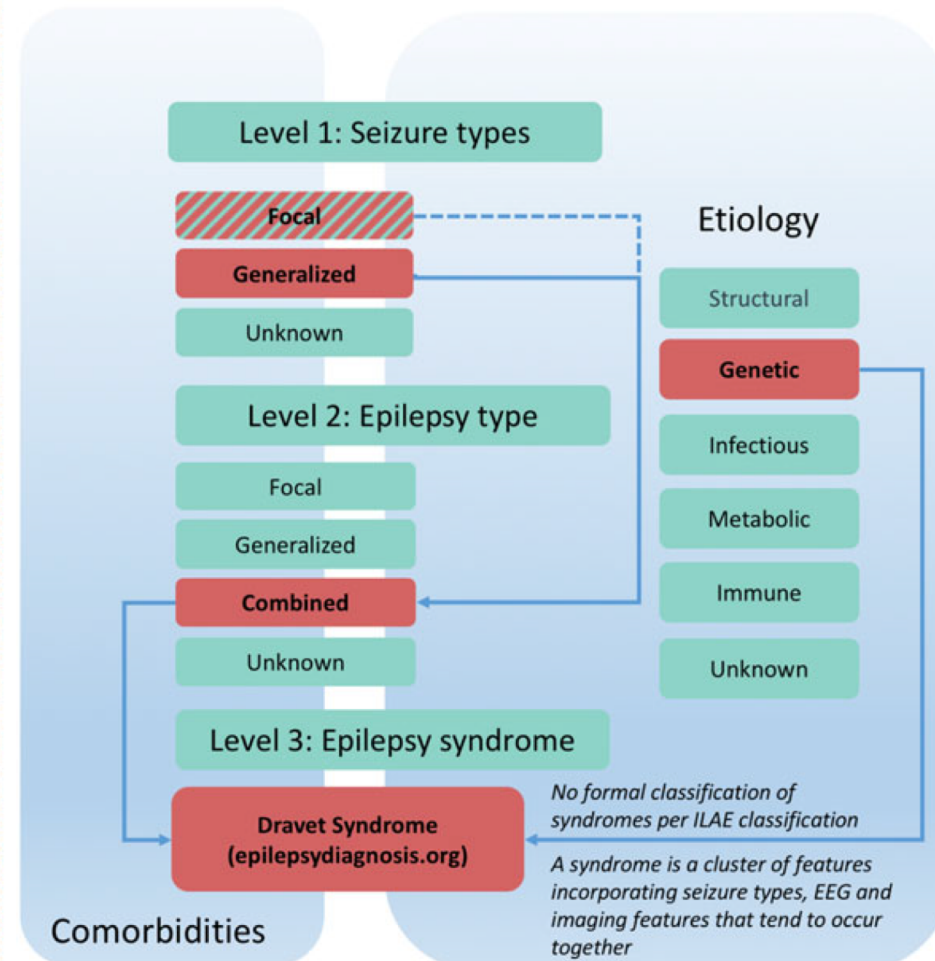 Level 1: Seizure types
Focal
Generalized
Unknown
Etiology
Structural
Genetic
Infectious
Metabolic
Immune
Unknown
Level 2: Epilepsy type
Focal
Generalized
Combined
Unknown
Level 3: Epilepsy syndrome
Dravet Syndrome
(epilepsydiagnosis.org)
No formal classification of
syndromes per ILAE classification
A syndrome is a cluster of features
incorporating seizure types, EEG and
imaging features that tend to occur
together
Comorbidities